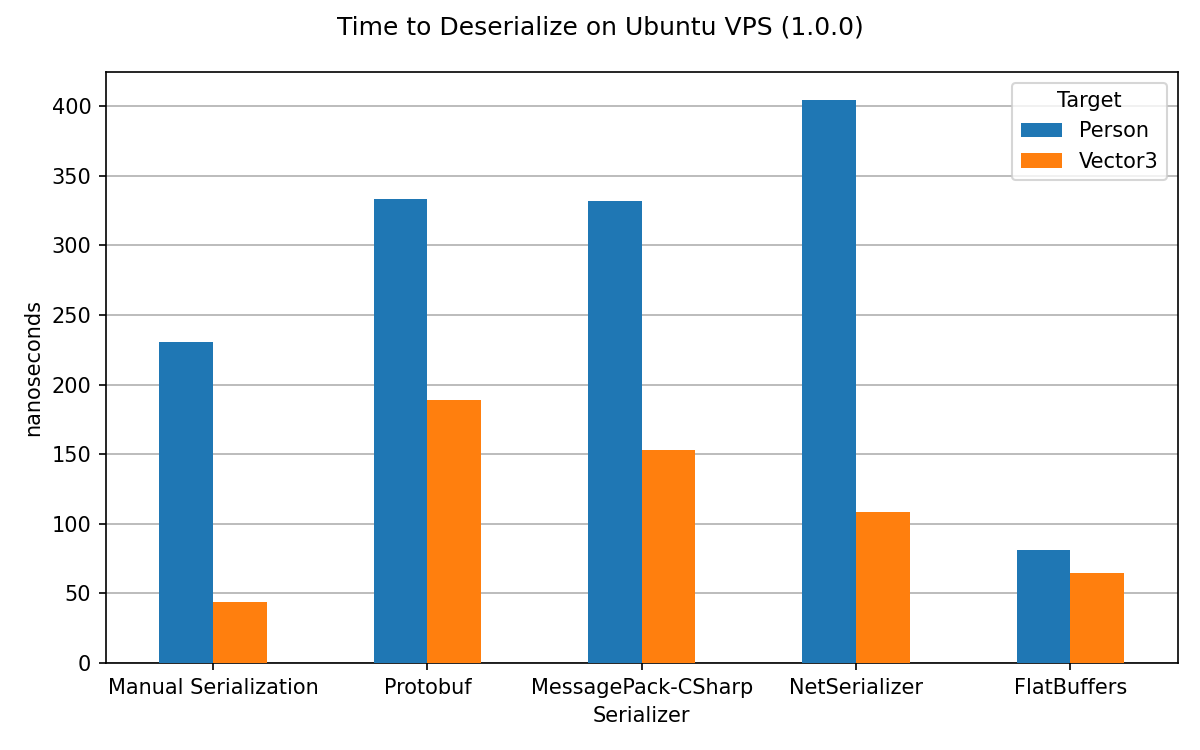 Time to Deserialize on Ubuntu VPS (1.0.0)
Target
Person
Vector3
nanoseconds
400
350
300
250
200
150
100
50
0
Manual Serialization Protobuf MessagePack-CSharp NetSerializer FlatBuffers
Serializer